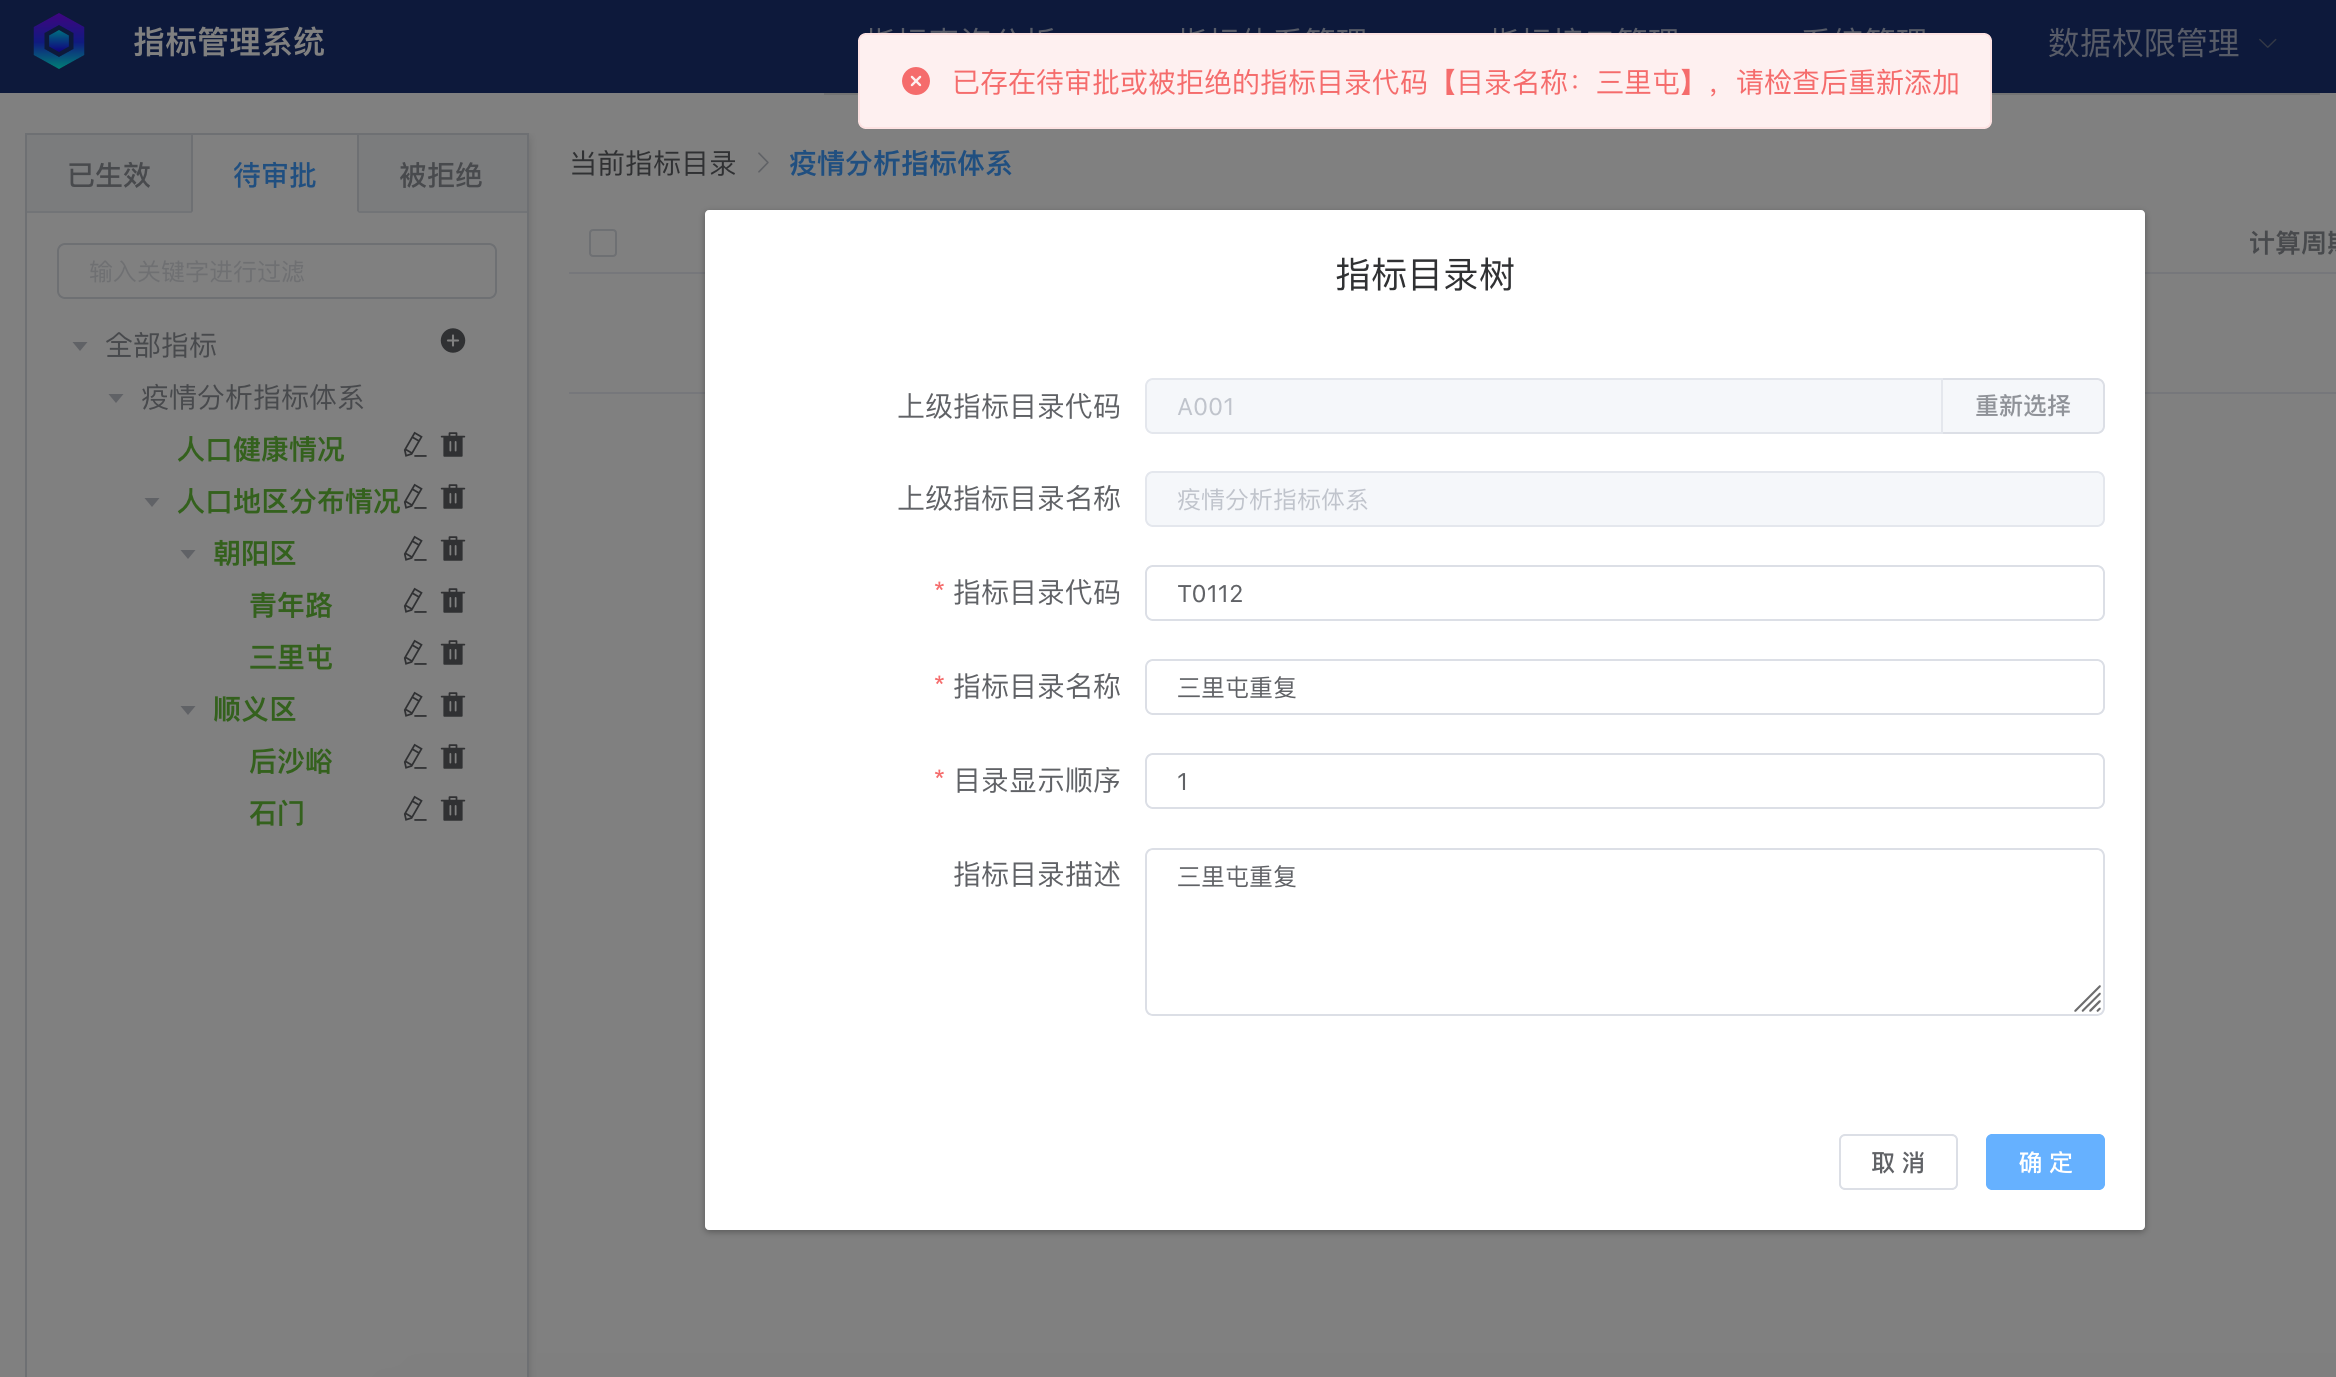 指标管理系统
数据权限管理
已存在待审批或被拒绝的指标目录代码【目录名称：三里屯】，请检查后重新添加
已生效
待审批
被拒绝
当前指标目录 > 疫情分析指标体系
输入关键字进行过滤
计算周期
全部指标
疫情分析指标体系
人口健康情况
人口地区分布情况
朝阳区
青年路
三里屯
顺义区
后沙峪
石门
指标目录树
上级指标目录代码 A001 重新选择
上级指标目录名称 疫情分析指标体系
* 指标目录代码 T0112
* 指标目录名称 三里屯重复
* 目录显示顺序 1
指标目录描述 三里屯重复
取 消
确 定